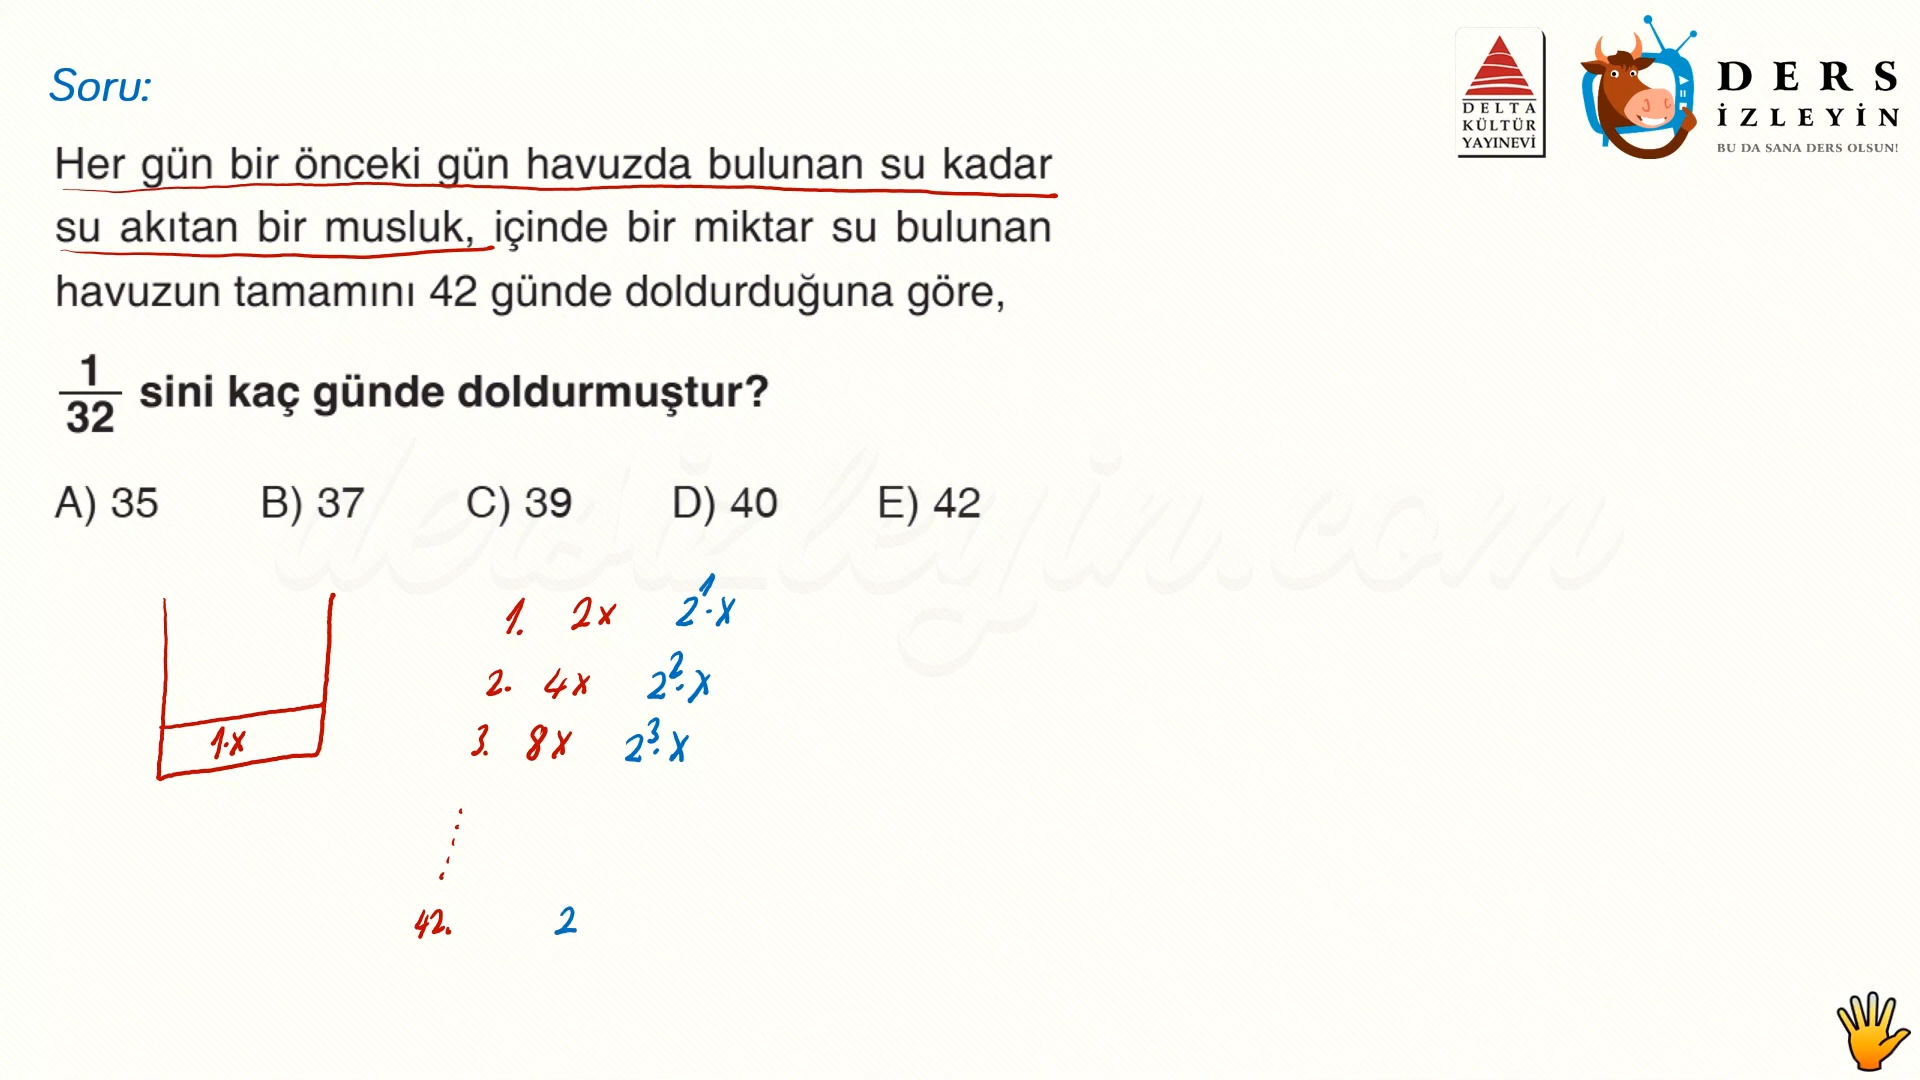 Soru:
DELTA
KÜLTÜR
YAYINEVİ
DERS
İZLEYİN
BU DA SANA DERS OLSUN!
Her gün bir önceki gün havuzda bulunan su kadar
su akıtan bir musluk, içinde bir miktar su bulunan
havuzun tamamını 42 günde doldurduğuna göre,
1/32 sini kaç günde doldurmuştur?
A) 35 B) 37 C) 39 D) 40 E) 42
dersizleyin.com
1. 2x 2¹·x
2. 4x 2²·x
3. 8x 2³·x
1·x
42. 2